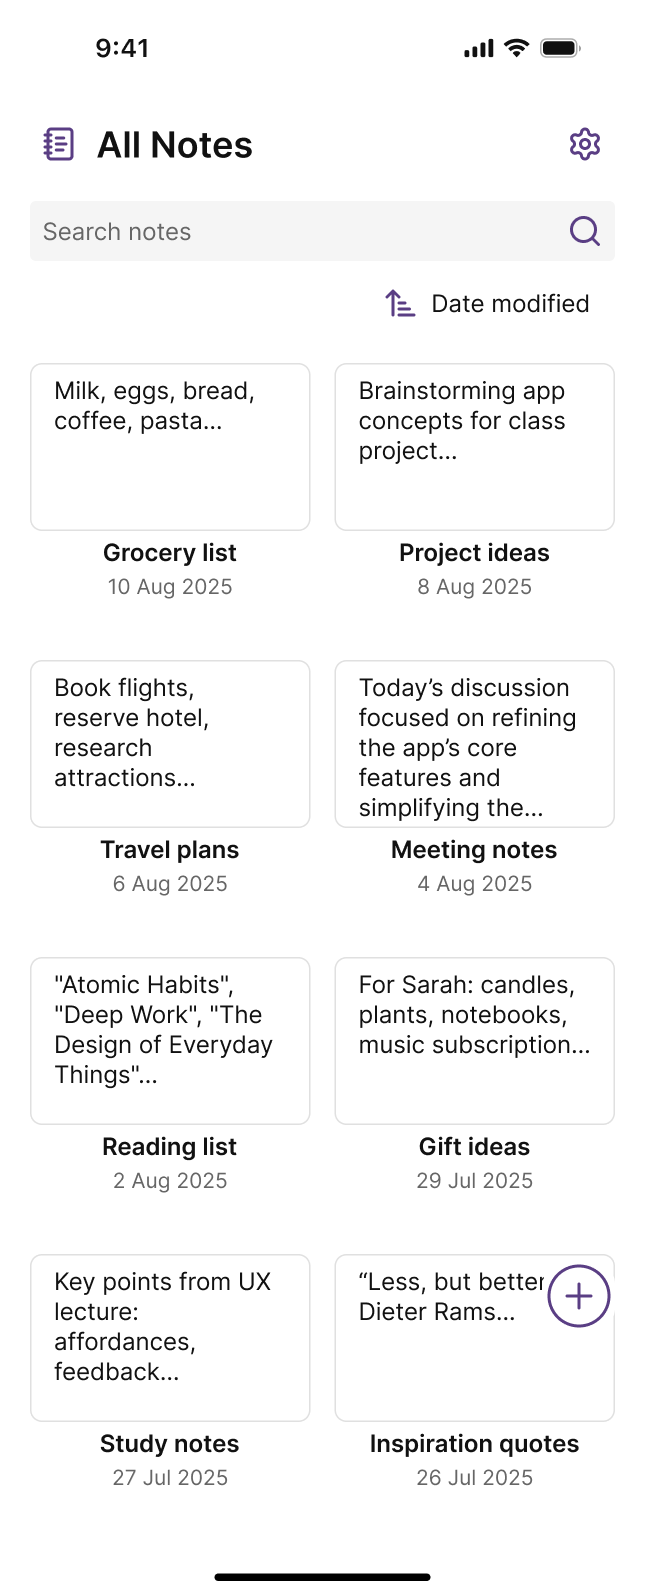 9:41
All Notes
Search notes
Date modified
Milk, eggs, bread,
coffee, pasta...
Grocery list
10 Aug 2025
Brainstorming app
concepts for class
project...
Project ideas
8 Aug 2025
Book flights,
reserve hotel,
research
attractions...
Travel plans
6 Aug 2025
Today’s discussion
focused on refining
the app’s core
features and
simplifying the...
Meeting notes
4 Aug 2025
"Atomic Habits",
"Deep Work", "The
Design of Everyday
Things"...
Reading list
2 Aug 2025
For Sarah: candles,
plants, notebooks,
music subscription...
Gift ideas
29 Jul 2025
Key points from UX
lecture:
affordances,
feedback...
Study notes
27 Jul 2025
“Less, but better
Dieter Rams...
Inspiration quotes
26 Jul 2025